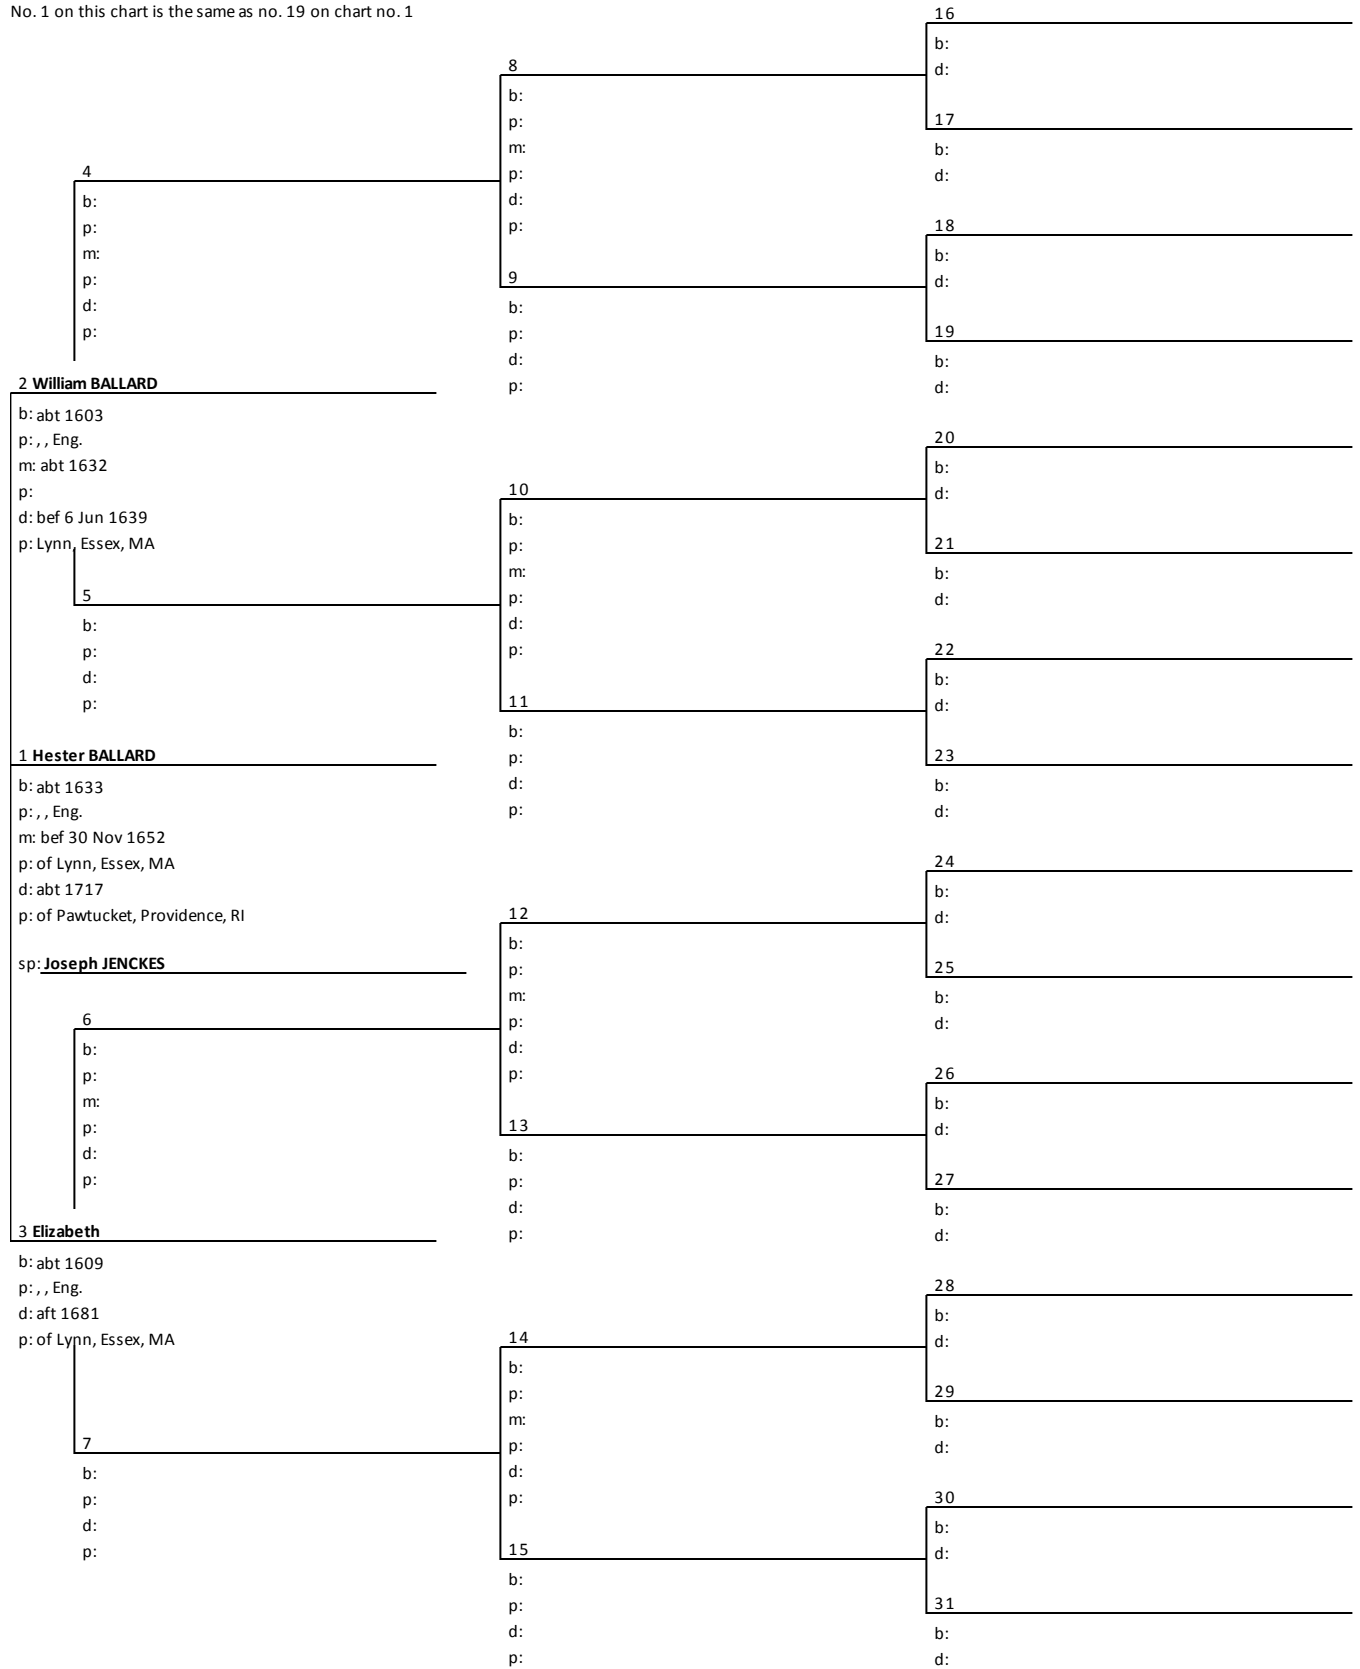 No. 1 on this chart is the same as no. 19 on chart no. 1
2 William BALLARD
b: abt 1603
p: , , Eng.
m: abt 1632
p:
d: bef 6 Jun 1639
p: Lynn, Essex, MA
1 Hester BALLARD
b: abt 1633
p: , , Eng.
m: bef 30 Nov 1652
p: of Lynn, Essex, MA
d: abt 1717
p: of Pawtucket, Providence, RI
sp: Joseph JENCKES
3 Elizabeth
b: abt 1609
p: , , Eng.
d: aft 1681
p: of Lynn, Essex, MA
4
b:
p:
m:
p:
d:
p:
5
b:
p:
d:
p:
6
b:
p:
m:
p:
d:
p:
7
b:
p:
d:
p:
8
b:
p:
m:
p:
d:
p:
9
b:
p:
d:
p:
10
b:
p:
m:
p:
d:
p:
11
b:
p:
d:
p:
12
b:
p:
m:
p:
d:
p:
13
b:
p:
d:
p:
14
b:
p:
m:
p:
d:
p:
15
b:
p:
d:
p:
16
b:
d:
17
b:
d:
18
b:
d:
19
b:
d:
20
b:
d:
21
b:
d:
22
b:
d:
23
b:
d:
24
b:
d:
25
b:
d:
26
b:
d:
27
b:
d:
28
b:
d:
29
b:
d:
30
b:
d:
31
b:
d: